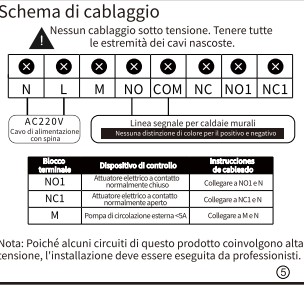 Schema di cablaggio
Nessun cablaggio sotto tensione. Tenere tutte
le estremità dei cavi nascoste.
N L M NO COM NC NO1 NC1
AC220V
Cavo di alimentazione
con spina
Linea segnale per caldaie murali
Nessuna distinzione di colore per il positivo e negativo
Blocco terminale Dispositivo di controllo Instrucciones de cableado
NO1 Attuatore elettrico a contatto normalmente chiuso Collegare a NO1 e N
NC1 Attuatore elettrico a contatto normalmente aperto Collegare a NC1 e N
M Pompa di circolazione esterna <5A Collegare a M e N
Nota: Poiché alcuni circuiti di questo prodotto coinvolgono alta
tensione, l'installazione deve essere eseguita da professionisti.
5